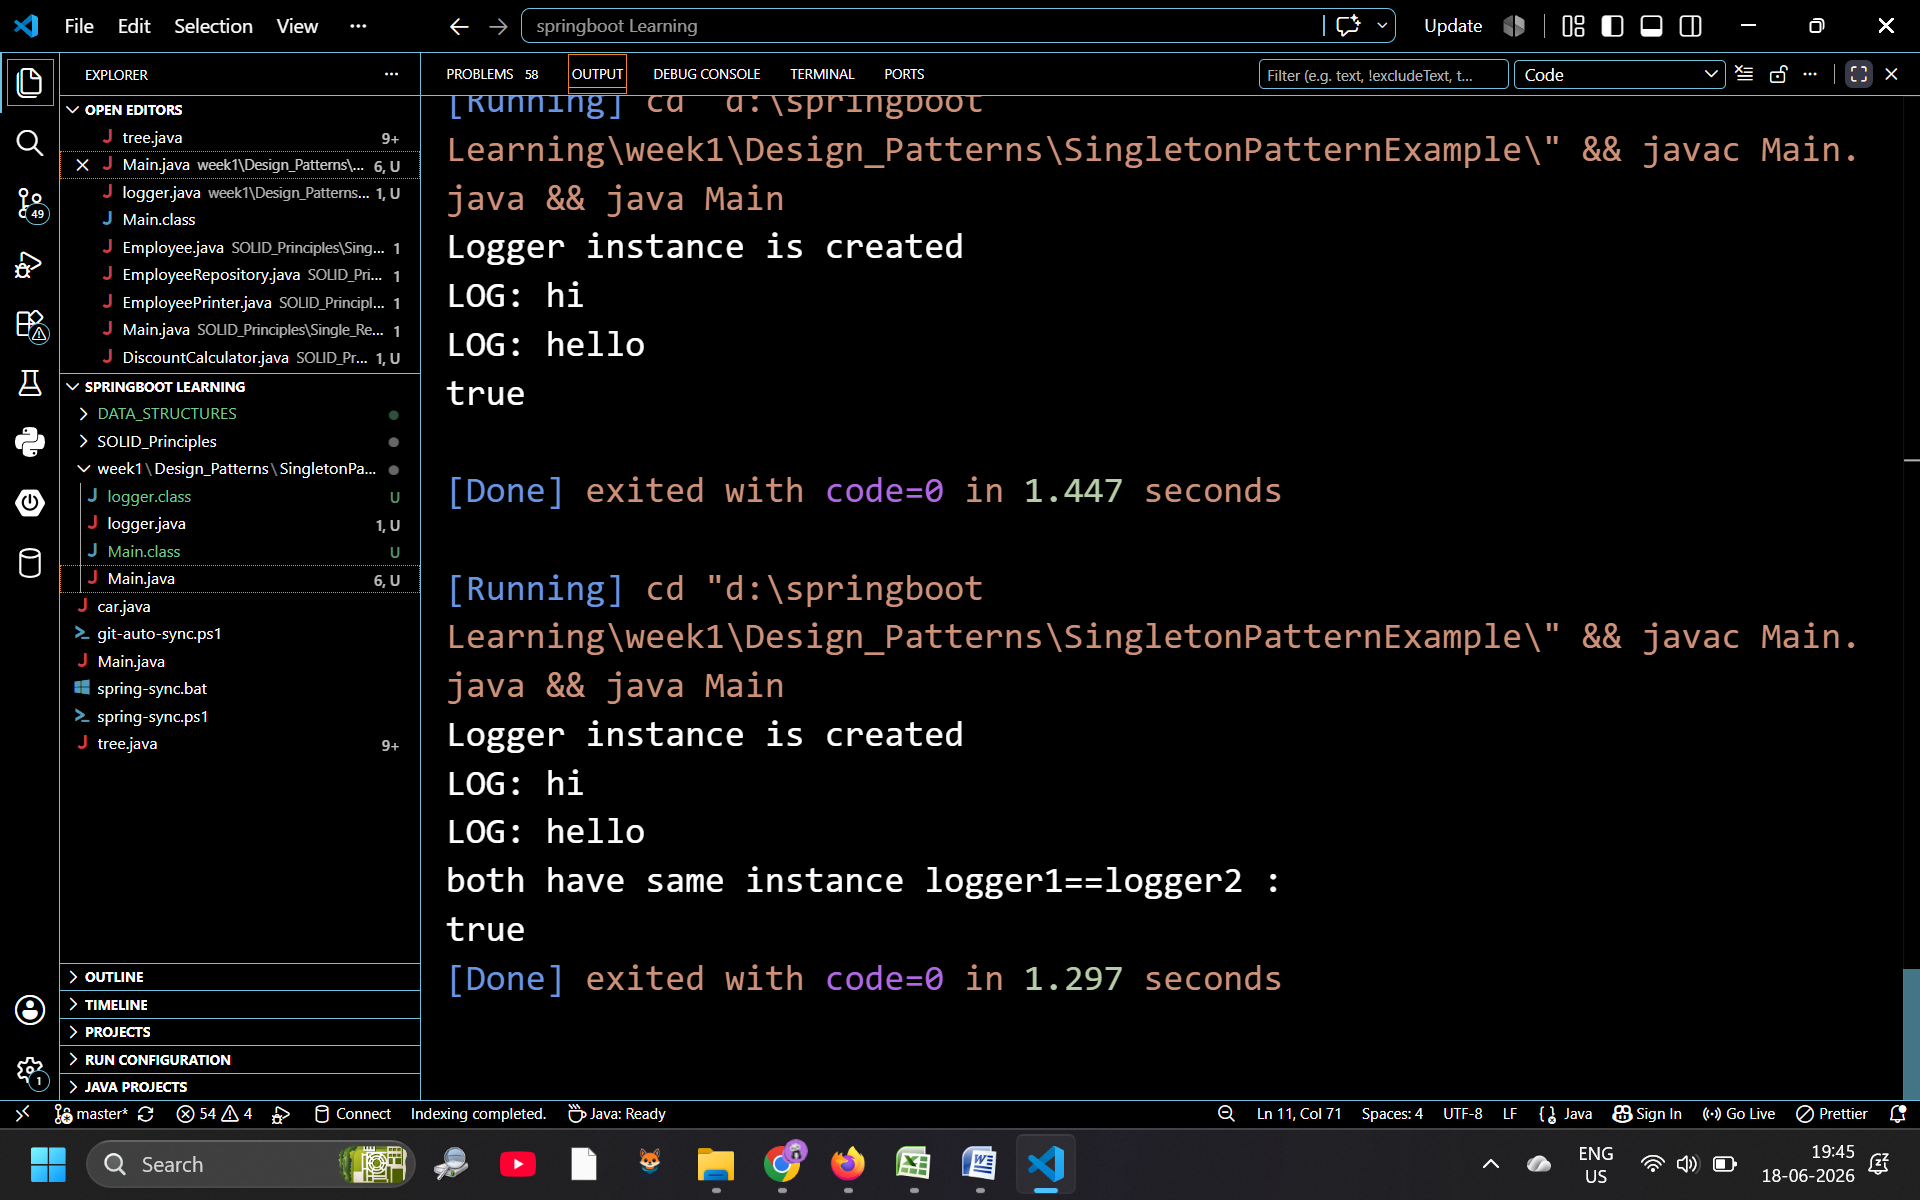 File Edit Selection View ··· springboot Learning Update
EXPLORER ···
OPEN EDITORS
tree.java 9+
Main.java week1\Design_Patterns\... 6, U
logger.java week1\Design_Patterns... 1, U
Main.class
Employee.java SOLID_Principles\Sing... 1
EmployeeRepository.java SOLID_Pri... 1
EmployeePrinter.java SOLID_Principl... 1
Main.java SOLID_Principles\Single_Re... 1
DiscountCalculator.java SOLID_Pr... 1, U
SPRINGBOOT LEARNING
DATA_STRUCTURES
SOLID_Principles
week1\Design_Patterns\SingletonPa...
logger.class U
logger.java 1, U
Main.class U
Main.java 6, U
car.java
git-auto-sync.ps1
Main.java
spring-sync.bat
spring-sync.ps1
tree.java 9+
OUTLINE
TIMELINE
PROJECTS
RUN CONFIGURATION
JAVA PROJECTS
49
1
PROBLEMS 58 OUTPUT DEBUG CONSOLE TERMINAL PORTS Filter (e.g. text, !excludeText, t... Code
[Running] cd "d:\springboot
Learning\week1\Design_Patterns\SingletonPatternExample\" && javac Main.
java && java Main
Logger instance is created
LOG: hi
LOG: hello
true
[Done] exited with code=0 in 1.447 seconds
[Running] cd "d:\springboot
Learning\week1\Design_Patterns\SingletonPatternExample\" && javac Main.
java && java Main
Logger instance is created
LOG: hi
LOG: hello
both have same instance logger1==logger2 :
true
[Done] exited with code=0 in 1.297 seconds
master* 54 4 Connect Indexing completed. Java: Ready Ln 11, Col 71 Spaces: 4 UTF-8 LF Java Sign In Go Live Prettier
Search ENG 19:45
US 18-06-2026